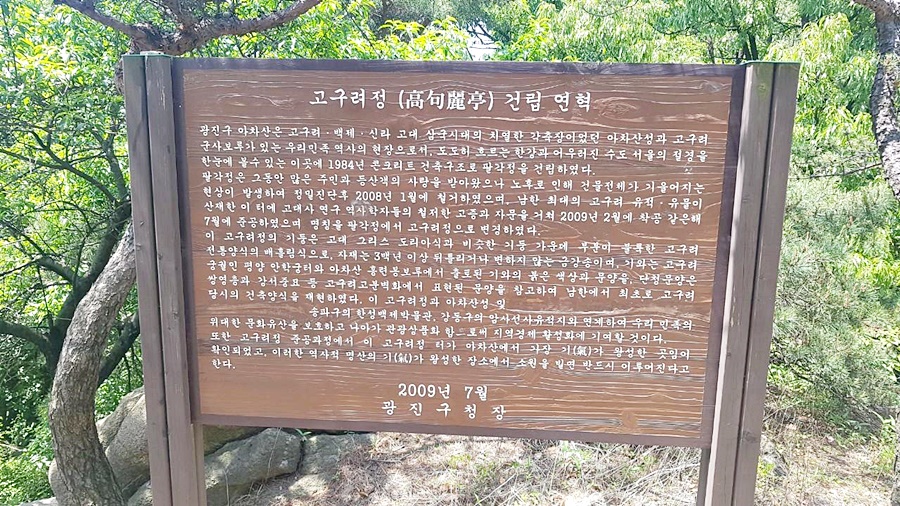 고구려정 (高句麗亭) 건립 연혁
광진구 아차산은 고구려·백제·신라 고대 삼국시대의 치열한 각축장이었던 아차산성과 고구려
군사보루가 있는 우리민족 역사의 현장으로서, 도도히 흐르는 한강과 어우러진 수도 서울의 절경을
한눈에 볼수 있는 이곳에 1984년 콘크리트 건축구조로 팔각정을 건립하였다.
팔각정은 그동안 많은 주민과 등산객의 사랑을 받아왔으나 노후로 인해 건물전체가 기울어지는
현상이 발생하여 정밀진단후 2008년 1월에 철거하였으며, 남한 최대의 고구려 유적·유물이
산재한 이 터에 고대사 연구 역사학자들의 철저한 고증과 자문을 거쳐 2009년 2월에 착공 같은해
7월에 준공하였으며 명칭을 팔각정에서 고구려정으로 변경하였다.
이 고구려정의 기둥은 고대 그리스 도리아식과 비슷한 기둥 가운데 부분이 볼록한 고구려
전통양식의 배흘림식으로, 자재는 3백년 이상 뒤틀리거나 변하지 않는 금강송이며, 기와는 고구려
궁궐인 평양 안학궁터와 아차산 홍련봉보루에서 출토된 기와의 붉은 색상과 문양을, 단청문양은
쌍영총과 강서중묘 등 고구려고분벽화에서 표현된 문양을 참고하여 남한에서 최초로 고구려
당시의 건축양식을 재현하였다. 이 고구려정과 아차산성 및
송파구의 한성백제박물관, 강동구의 암사선사유적지와 연계하여 우리 민족의
위대한 문화유산을 보호하고 나아가 관광상품화 함으로써 지역경제 활성화에 기여할 것이다.
또한 고구려정 준공과정에서 이 고구려정 터가 아차산에서 가장 기(氣)가 왕성한 곳임이
확인되었고, 이러한 역사적 명산의 기(氣)가 왕성한 장소에서 소원을 빌면 반드시 이루어진다고
한다.
2009년 7월
광진구청장